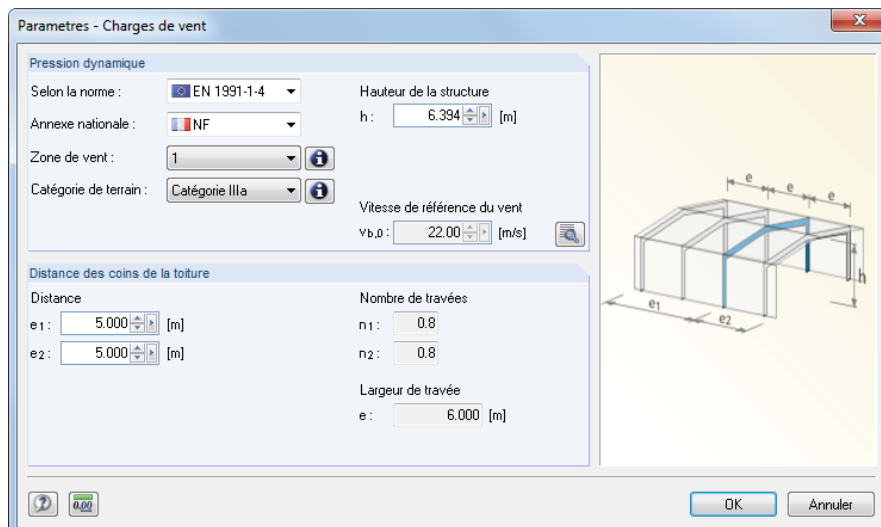 Parametres - Charges de vent
Pression dynamique
Selon la norme :
EN 1991-1-4
Annexe nationale :
NF
Zone de vent :
1
Catégorie de terrain :
Catégorie IIIa
Hauteur de la structure
h :
6.394
[m]
Vitesse de référence du vent
vb,0 :
22.00
[m/s]
Distance des coins de la toiture
Distance
e1 :
5.000
[m]
e2 :
5.000
[m]
Nombre de travées
n1 :
0.8
n2 :
0.8
Largeur de travée
e :
6.000
[m]
e
e
e
h
e1
e2
0.00
OK
Annuler